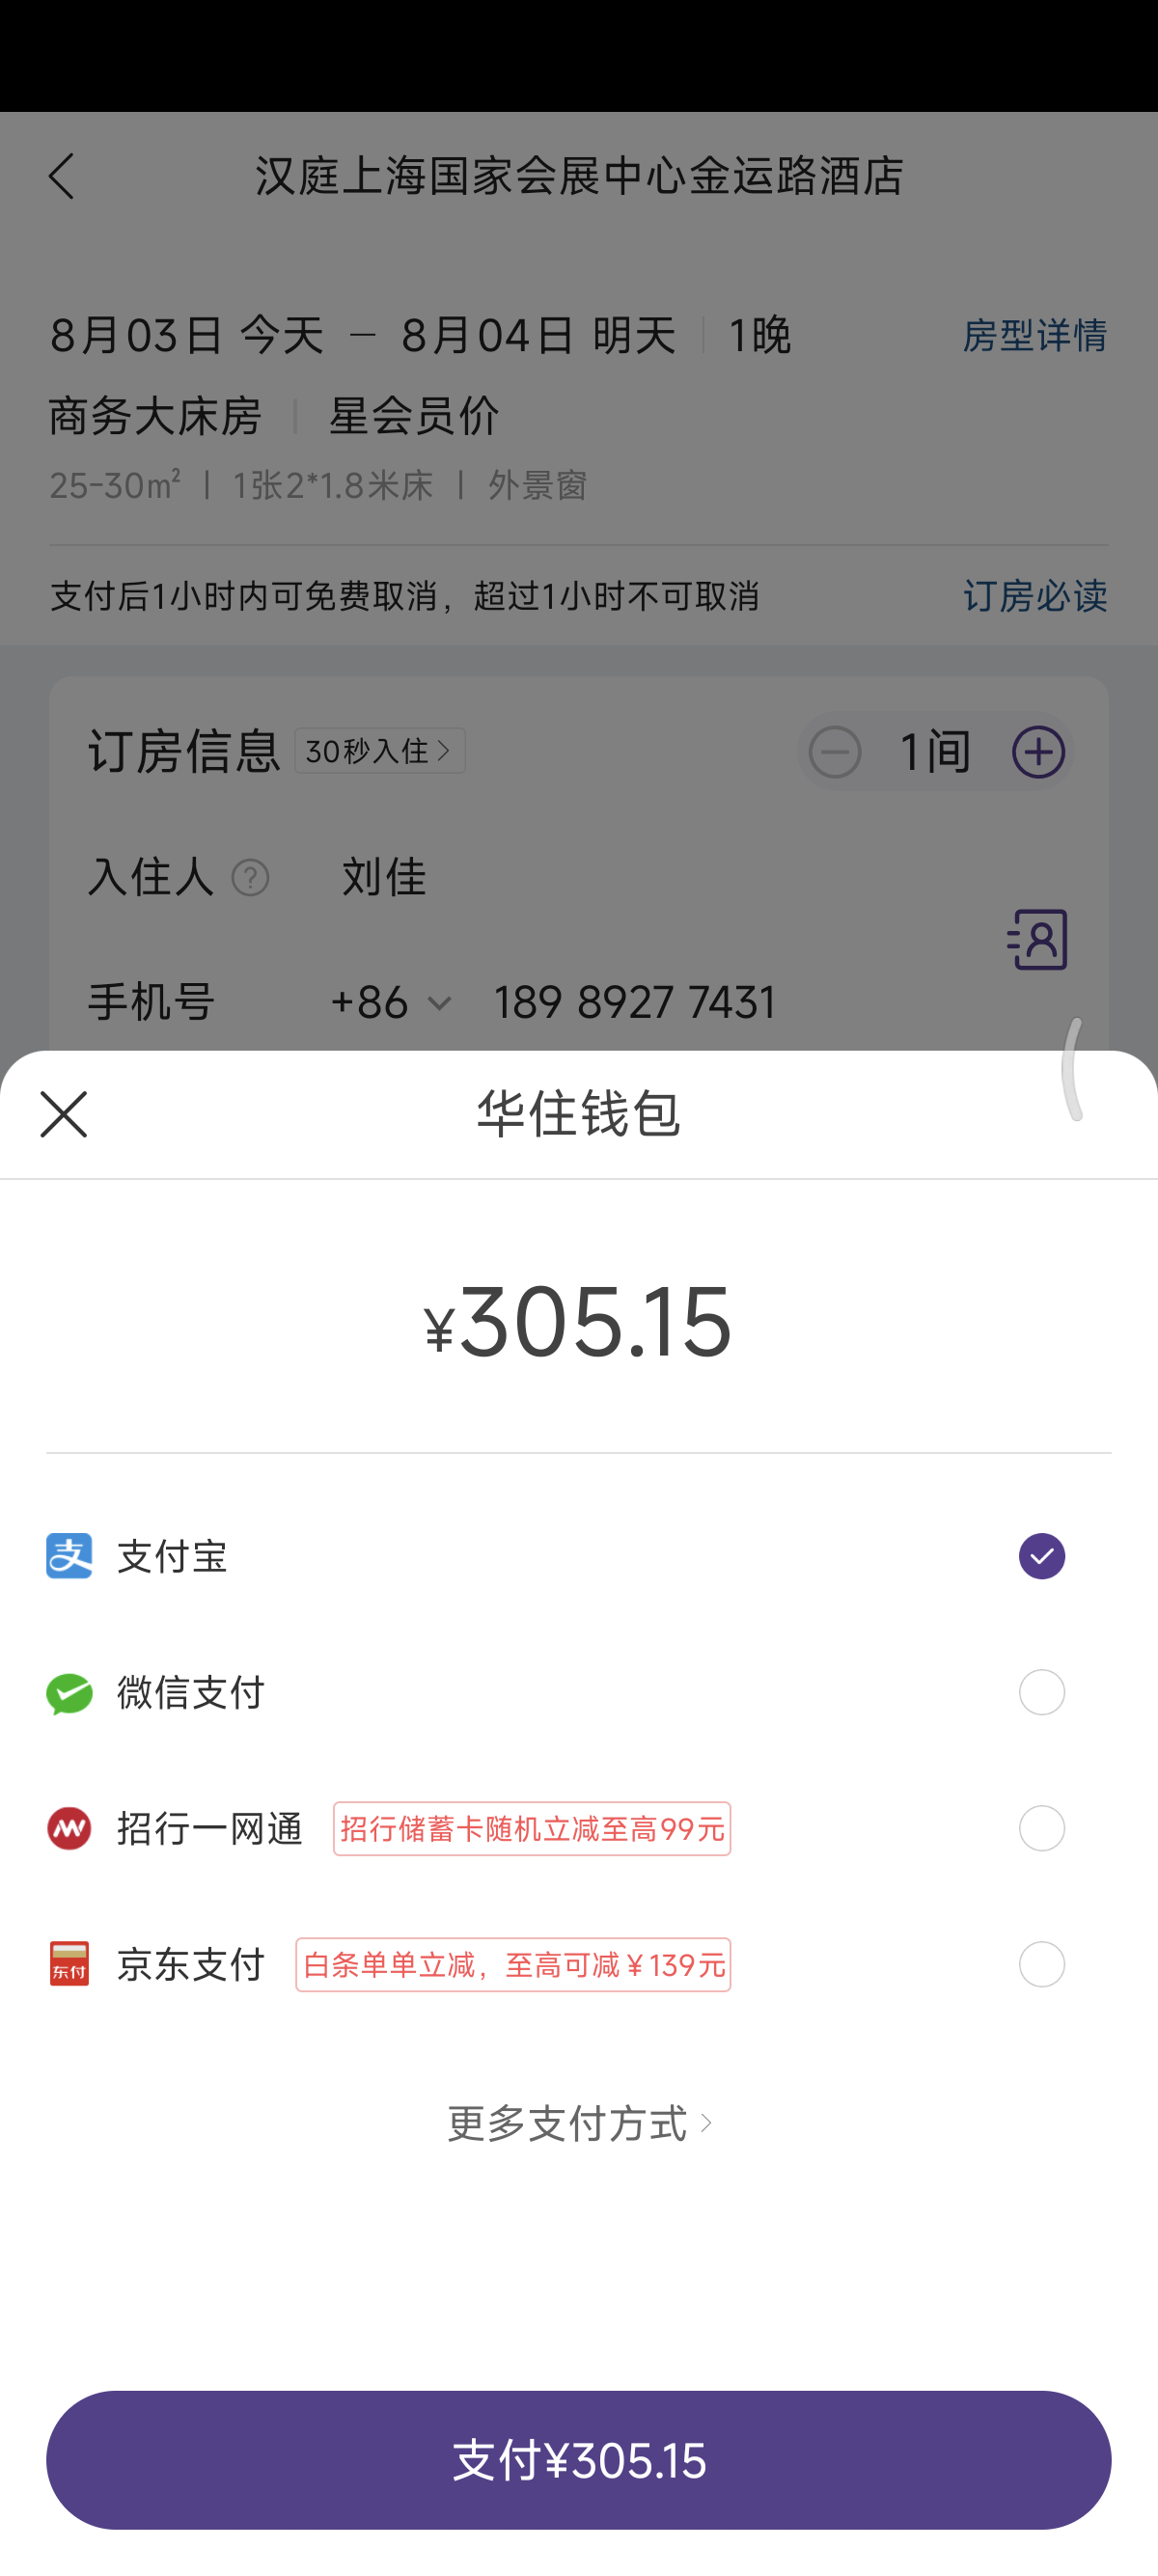 汉庭上海国家会展中心金运路酒店
8月03日 今天 — 8月04日 明天 | 1晚 房型详情
商务大床房 | 星会员价
25-30㎡ | 1张2*1.8米床 | 外景窗
支付后1小时内可免费取消，超过1小时不可取消 订房必读
订房信息 30秒入住 1间
入住人 ? 刘佳
手机号 +86 189 8927 7431
华住钱包
¥305.15
支 支付宝
微信支付
招行一网通 招行储蓄卡随机立减至高99元
东付 京东支付 白条单单立减，至高可减¥139元
更多支付方式
支付¥305.15